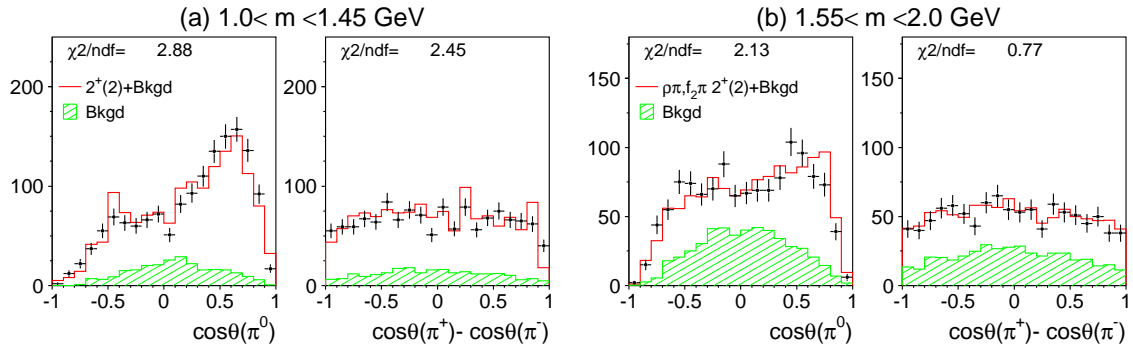 (a) 1.0< m <1.45 GeV
(b) 1.55< m <2.0 GeV
χ2/ndf= 2.88
2⁺(2)+Bkgd
Bkgd
200
100
0
-1 -0.5 0 0.5 1
cosθ(π⁰)
χ2/ndf= 2.45
200
100
0
-1 -0.5 0 0.5 1
cosθ(π⁺)- cosθ(π⁻)
χ2/ndf= 2.13
ρπ,f₂π 2⁺(2)+Bkgd
Bkgd
150
100
50
0
-1 -0.5 0 0.5 1
cosθ(π⁰)
χ2/ndf= 0.77
150
100
50
0
-1 -0.5 0 0.5 1
cosθ(π⁺)- cosθ(π⁻)